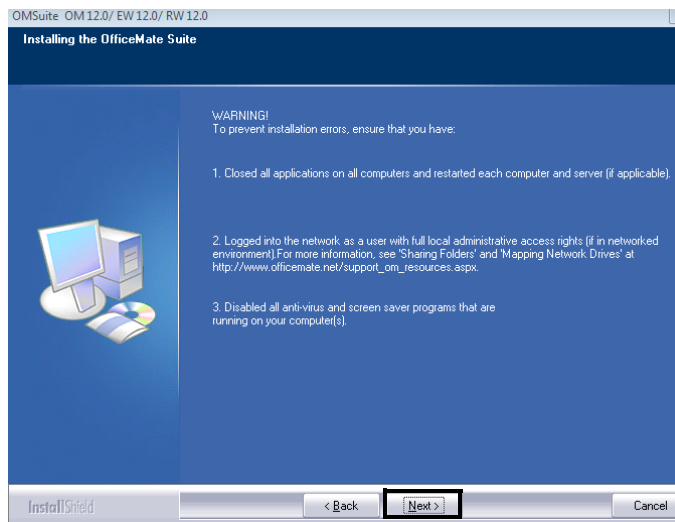 OMSuite OM 12.0/ EW 12.0/ RW 12.0
Installing the OfficeMate Suite
WARNING!
To prevent installation errors, ensure that you have:
1. Closed all applications on all computers and restarted each computer and server (if applicable).
2. Logged into the network as a user with full local administrative access rights (if in networked
environment).For more information, see 'Sharing Folders' and 'Mapping Network Drives' at
http://www.officemate.net/support_om_resources.aspx.
3. Disabled all anti-virus and screen saver programs that are
running on your computer(s).
InstallShield
< Back
Next >
Cancel